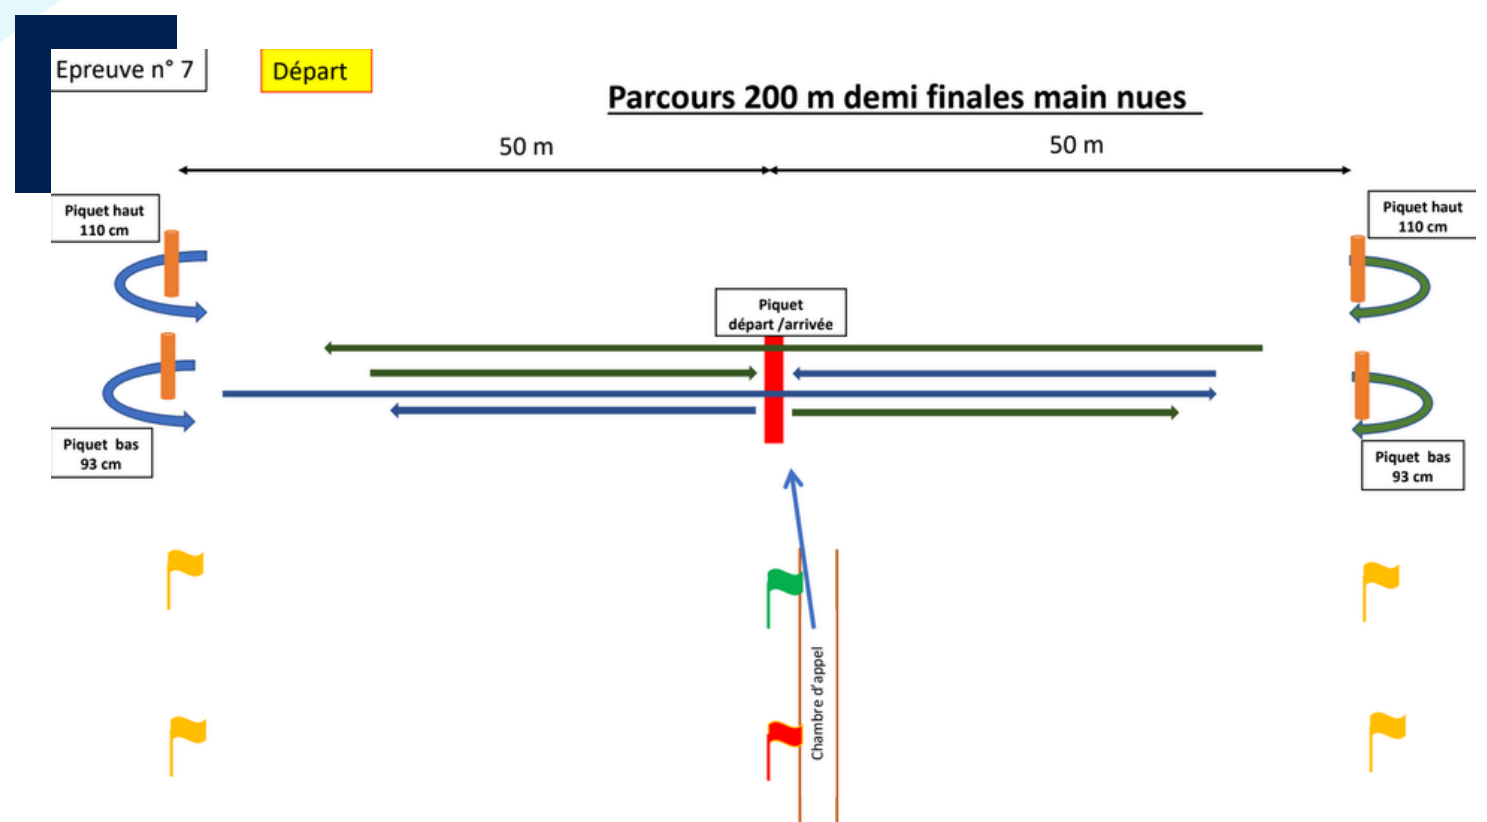 Epreuve n° 7
Départ
Parcours 200 m demi finales main nues
50 m
50 m
Piquet haut
110 cm
Piquet haut
110 cm
Piquet
départ /arrivée
Piquet bas
93 cm
Piquet bas
93 cm
Chambre d'appel